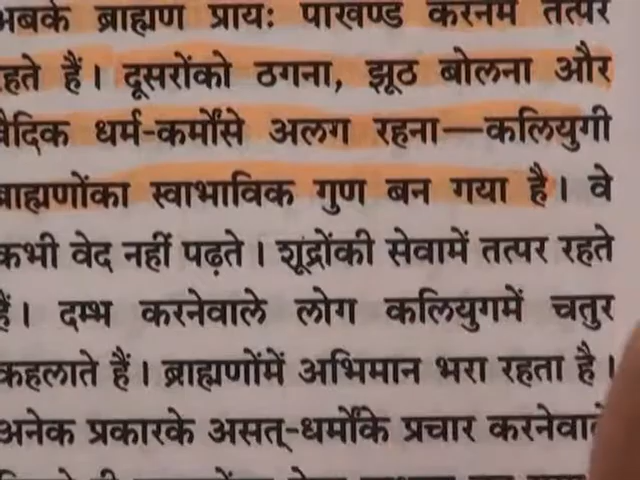 अबके ब्राह्मण प्रायः पाखण्ड करनेमें तत्पर
रहते हैं। दूसरोंको ठगना, झूठ बोलना और
वैदिक धर्म-कर्मोंसे अलग रहना—कलियुगी
ब्राह्मणोंका स्वाभाविक गुण बन गया है। वे
कभी वेद नहीं पढ़ते। शूद्रोंकी सेवामें तत्पर रहते
हैं। दम्भ करनेवाले लोग कलियुगमें चतुर
कहलाते हैं। ब्राह्मणोंमें अभिमान भरा रहता है।
अनेक प्रकारके असत्-धर्मोंके प्रचार करनेवाले